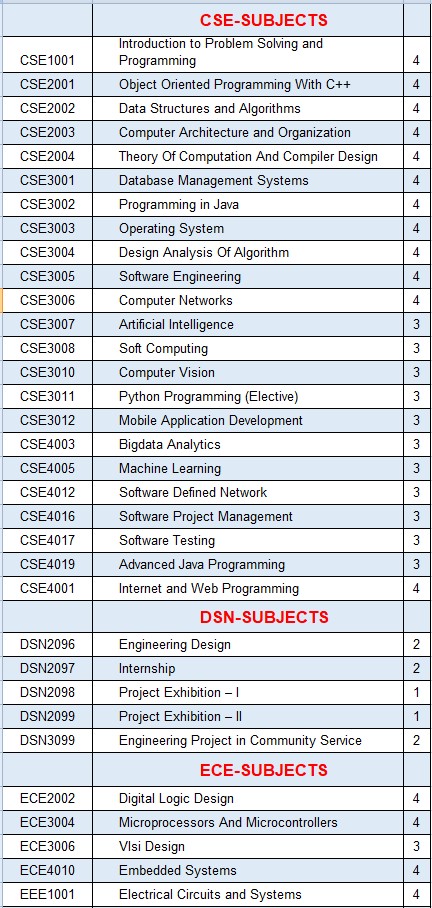 CSE-SUBJECTS
Introduction to Problem Solving and
CSE1001 Programming 4
CSE2001 Object Oriented Programming With C++ 4
CSE2002 Data Structures and Algorithms 4
CSE2003 Computer Architecture and Organization 4
CSE2004 Theory Of Computation And Compiler Design 4
CSE3001 Database Management Systems 4
CSE3002 Programming in Java 4
CSE3003 Operating System 4
CSE3004 Design Analysis Of Algorithm 4
CSE3005 Software Engineering 4
CSE3006 Computer Networks 4
CSE3007 Artificial Intelligence 3
CSE3008 Soft Computing 3
CSE3010 Computer Vision 3
CSE3011 Python Programming (Elective) 3
CSE3012 Mobile Application Development 3
CSE4003 Bigdata Analytics 3
CSE4005 Machine Learning 3
CSE4012 Software Defined Network 3
CSE4016 Software Project Management 3
CSE4017 Software Testing 3
CSE4019 Advanced Java Programming 3
CSE4001 Internet and Web Programming 4
DSN-SUBJECTS
DSN2096 Engineering Design 2
DSN2097 Internship 2
DSN2098 Project Exhibition – I 1
DSN2099 Project Exhibition – II 1
DSN3099 Engineering Project in Community Service 2
ECE-SUBJECTS
ECE2002 Digital Logic Design 4
ECE3004 Microprocessors And Microcontrollers 4
ECE3006 Vlsi Design 3
ECE4010 Embedded Systems 4
EEE1001 Electrical Circuits and Systems 4